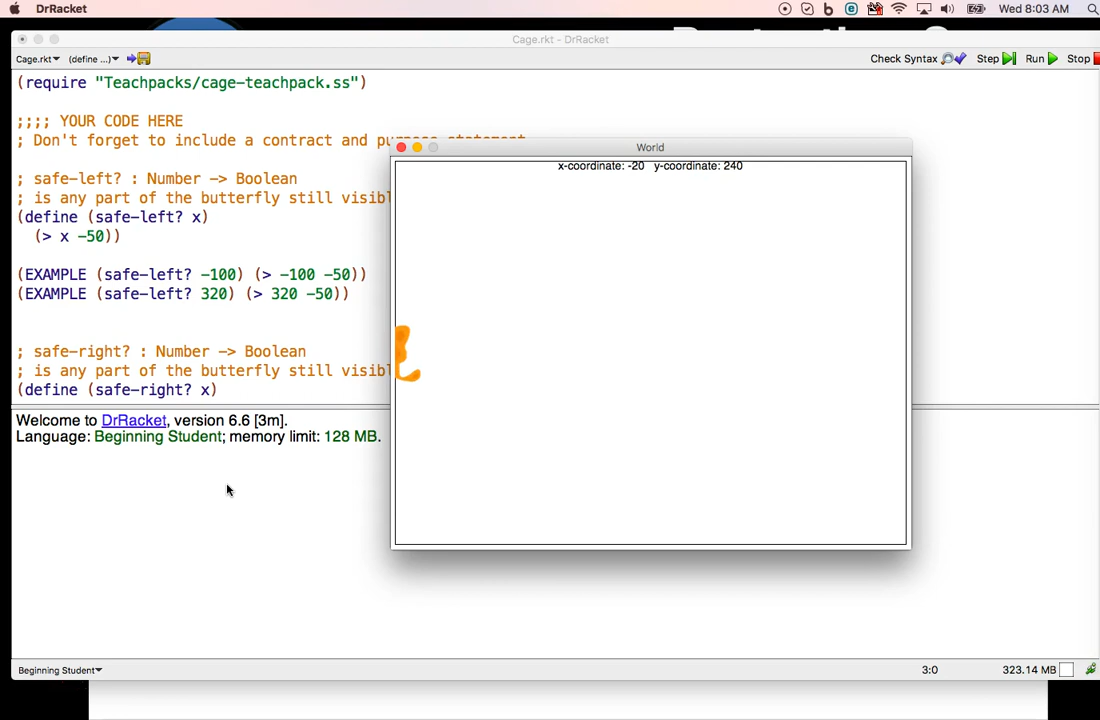 DrRacket
Wed 8:03 AM
Cage.rkt - DrRacket
Cage.rkt▾ (define ...)▾
Check Syntax Step Run Stop
(require "Teachpacks/cage-teachpack.ss")
;;;; YOUR CODE HERE
; Don't forget to include a contract and purpose statement
; safe-left? : Number -> Boolean
; is any part of the butterfly still visibl
(define (safe-left? x)
(> x -50))
(EXAMPLE (safe-left? -100) (> -100 -50))
(EXAMPLE (safe-left? 320) (> 320 -50))
; safe-right? : Number -> Boolean
; is any part of the butterfly still visibl
(define (safe-right? x)
World
x-coordinate: -20 y-coordinate: 240
Welcome to DrRacket, version 6.6 [3m].
Language: Beginning Student; memory limit: 128 MB.
Beginning Student▾
3:0
323.14 MB